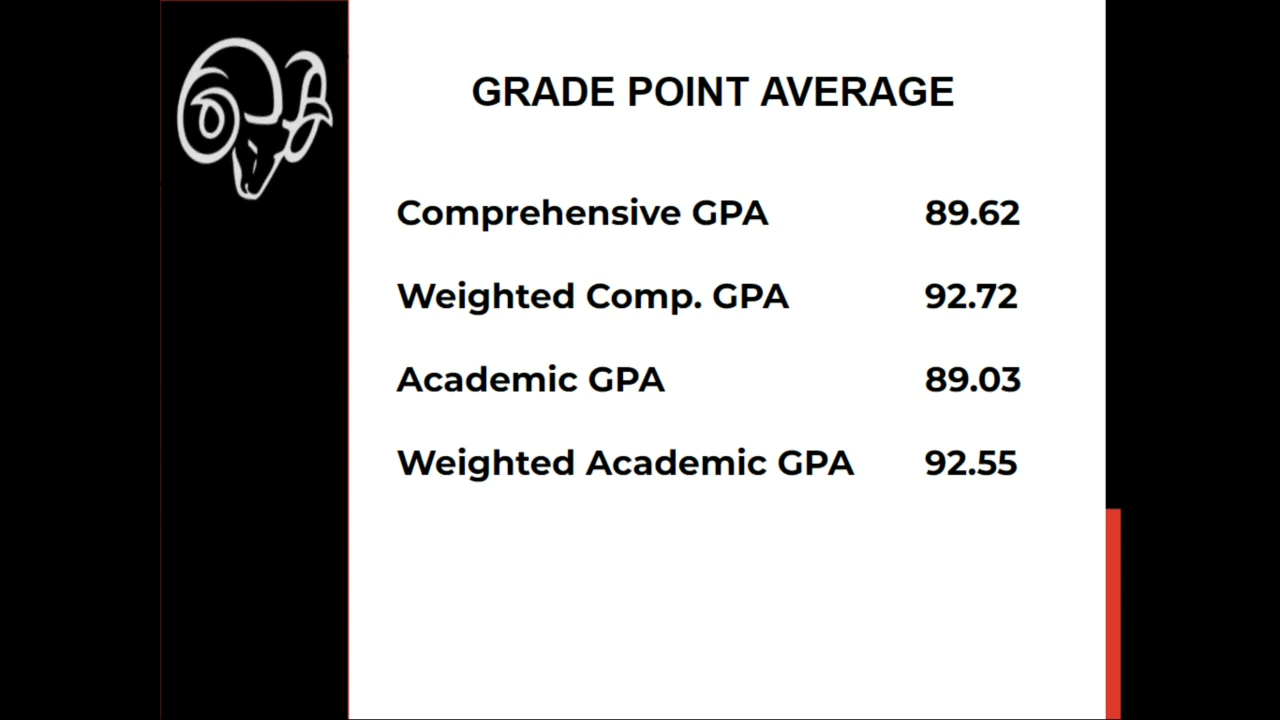 GRADE POINT AVERAGE
Comprehensive GPA 89.62
Weighted Comp. GPA 92.72
Academic GPA 89.03
Weighted Academic GPA 92.55